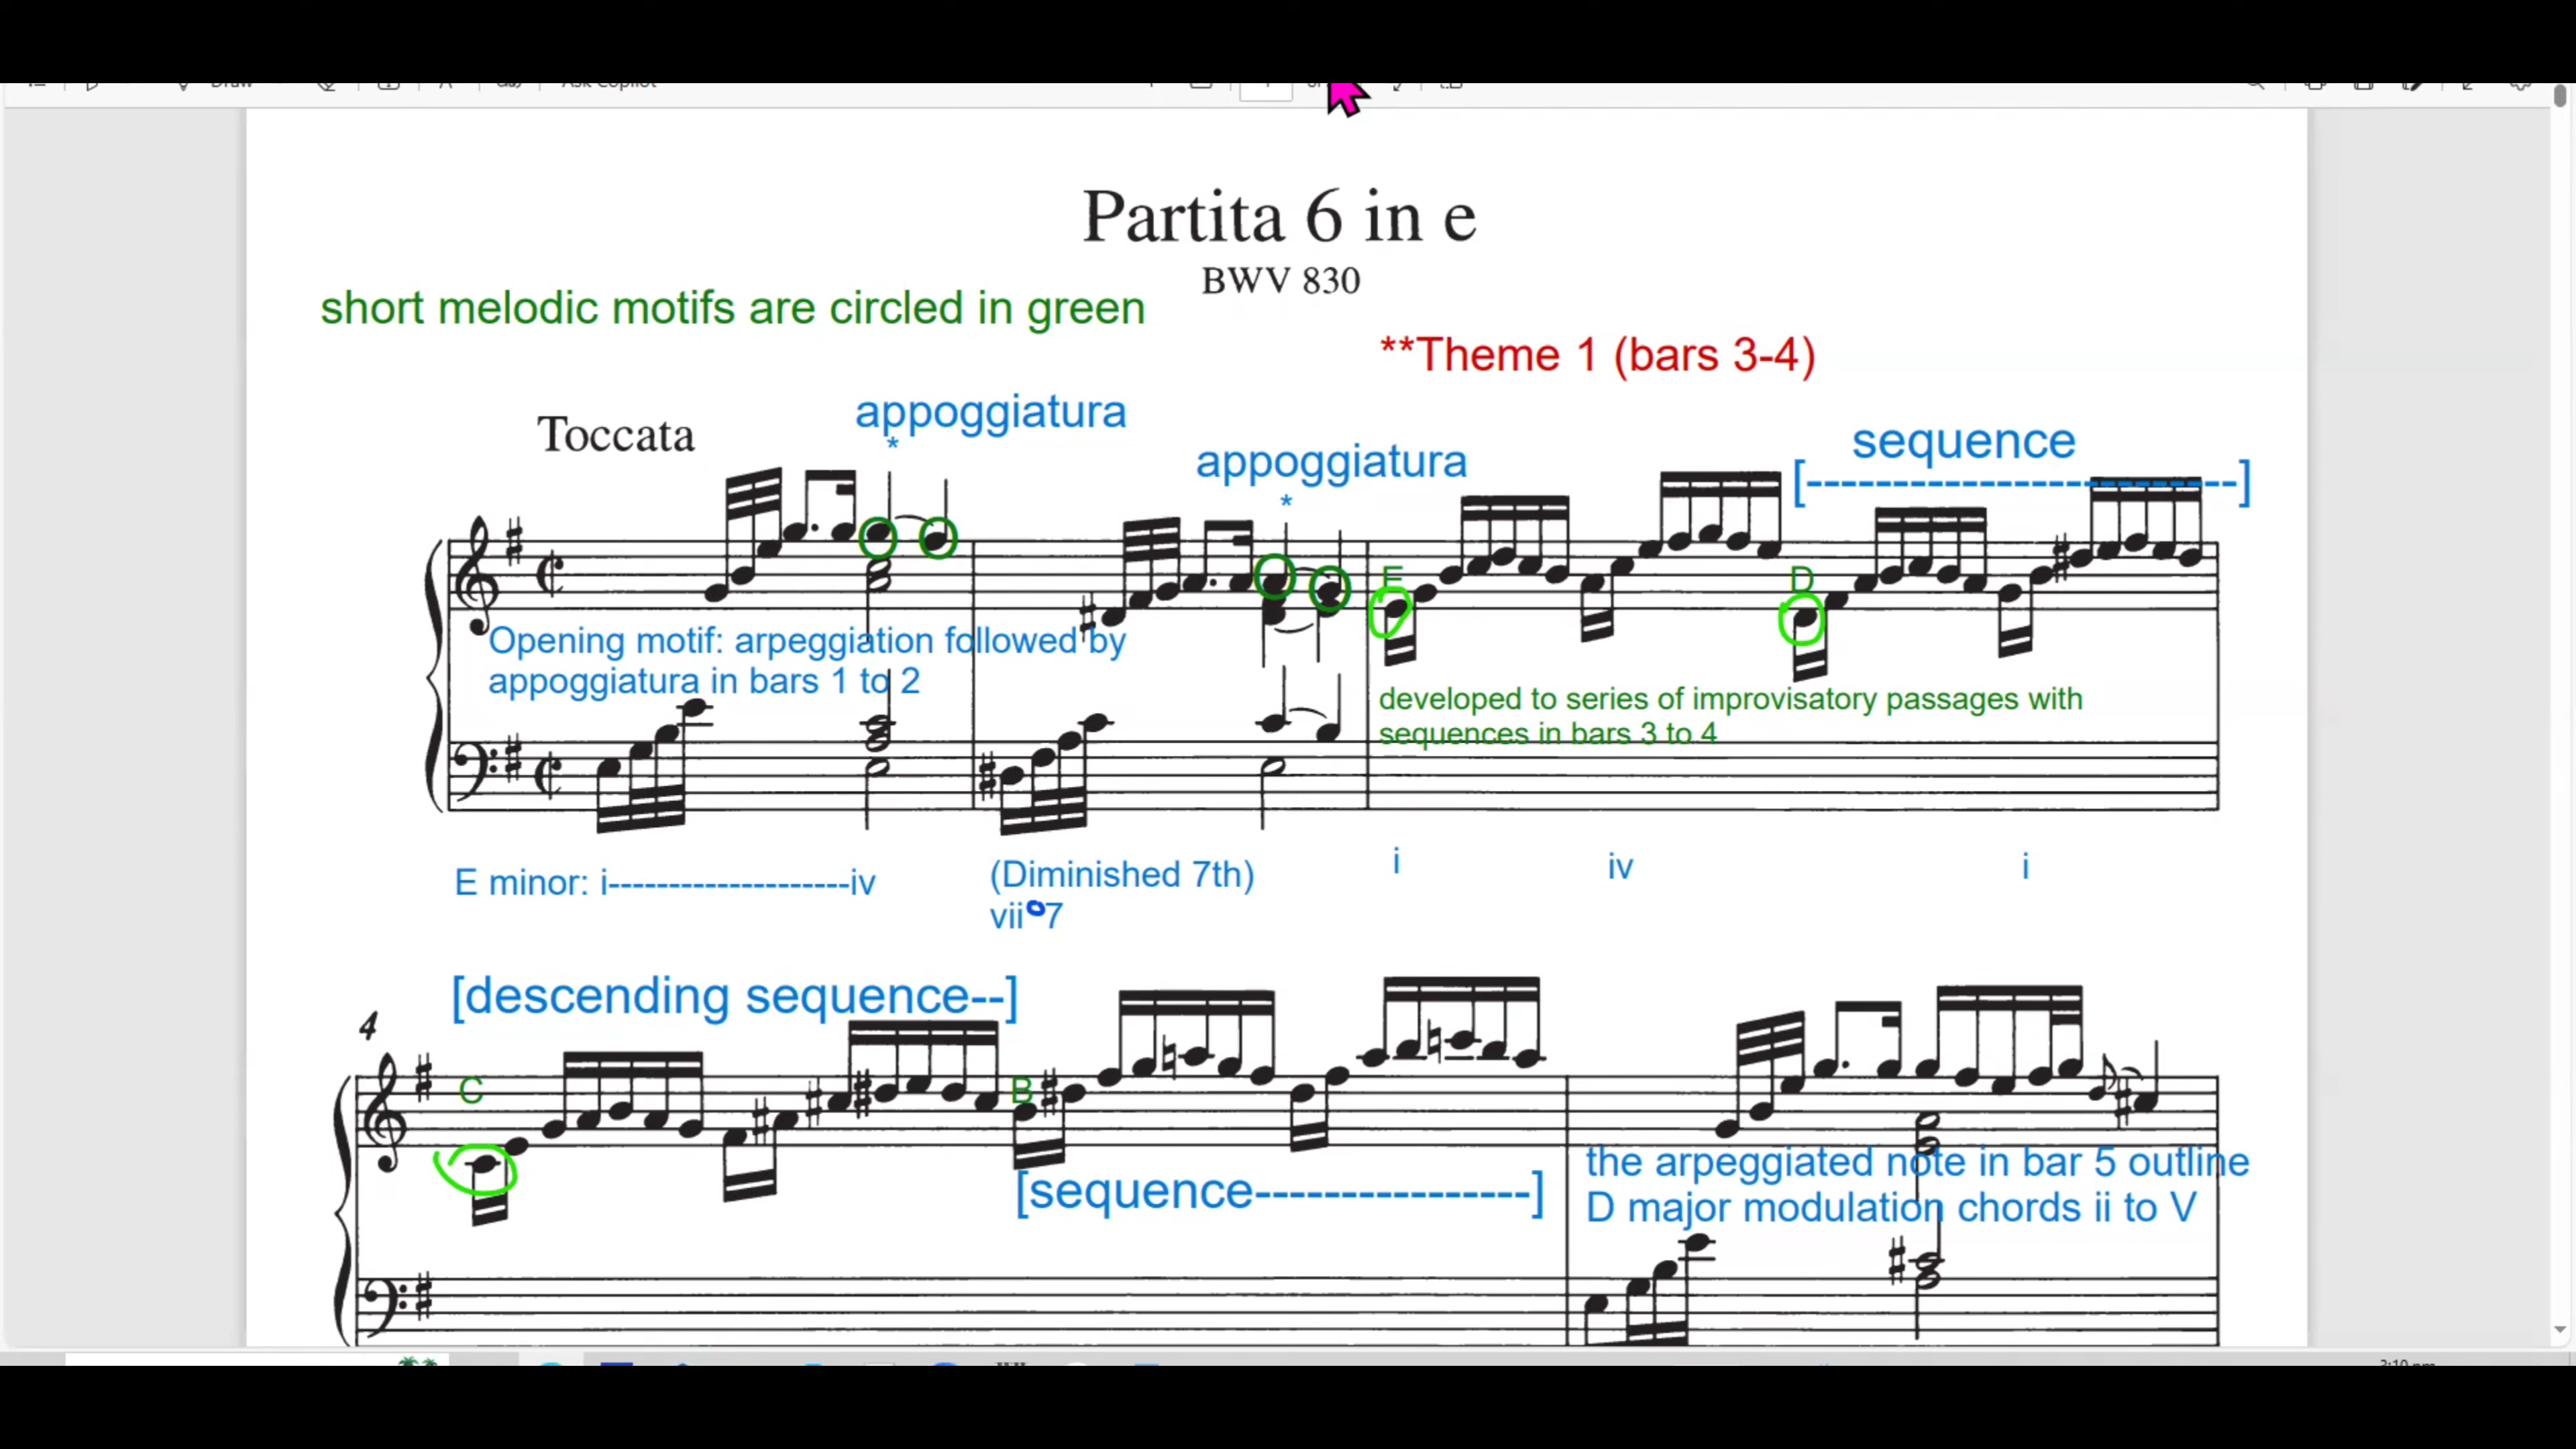 Draw
Ask Copilot
Partita 6 in e
BWV 830
short melodic motifs are circled in green
**Theme 1 (bars 3-4)
Toccata
appoggiatura
*
appoggiatura
*
sequence
[-------------------------]
E
D
Opening motif: arpeggiation followed by
appoggiatura in bars 1 to 2
developed to series of improvisatory passages with
sequences in bars 3 to 4
E minor: i--------------------iv
(Diminished 7th)
vii°7
i
iv
i
[descending sequence--]
4
C
B
[sequence----------------]
the arpeggiated note in bar 5 outline
D major modulation chords ii to V